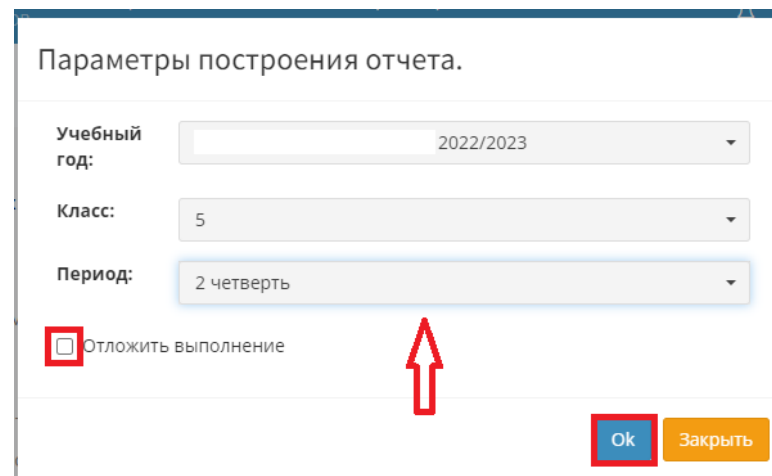 Параметры построения отчета.
Учебный год:
2022/2023
Класс:
5
Период:
2 четверть
Отложить выполнение
Ok
Закрыть